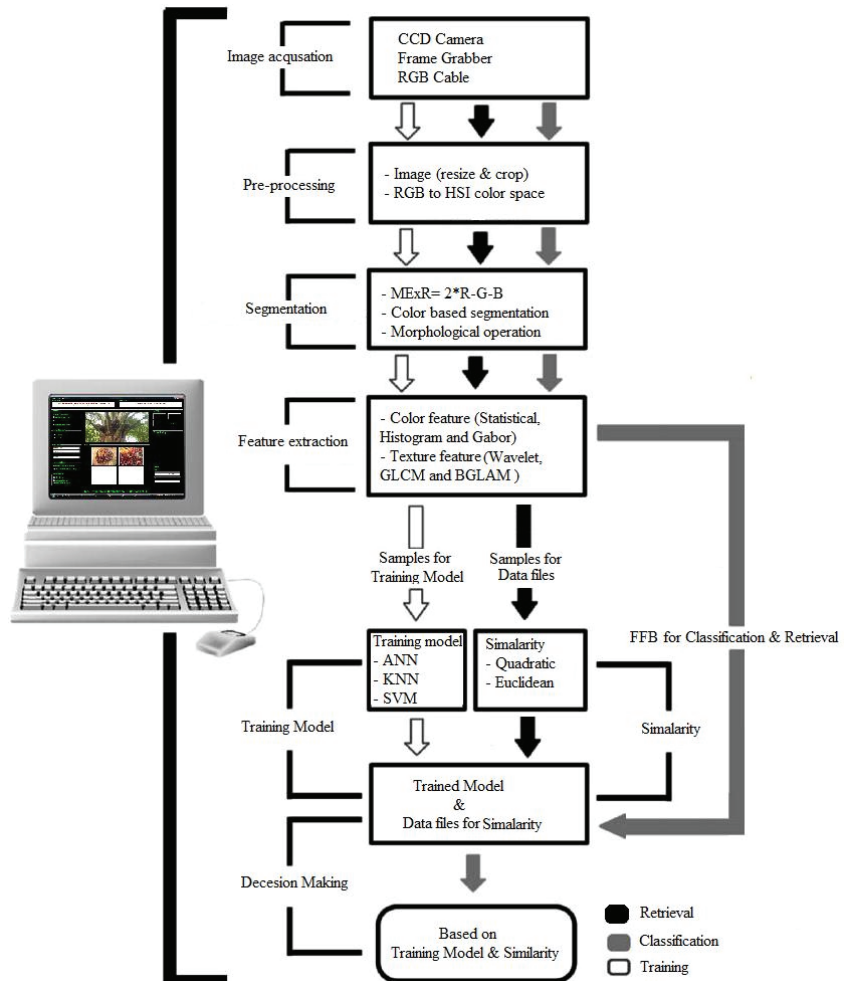 Image acqusation
CCD Camera
Frame Grabber
RGB Cable
Pre-processing
- Image (resize & crop)
- RGB to HSI color space
Segmentation
- MExR= 2*R-G-B
- Color based segmentation
- Morphological operation
Feature extraction
- Color feature (Statistical,
Histogram and Gabor)
- Texture feature (Wavelet,
GLCM and BGLAM )
Samples for
Training Model
Samples for
Data files
FFB for Classification & Retrieval
Training model
- ANN
- KNN
- SVM
Simalarity
- Quadratic
- Euclidean
Training Model
Simalarity
Trained Model
&
Data files for Simalarity
Decesion Making
Based on
Training Model & Similarity
Retrieval
Classification
Training